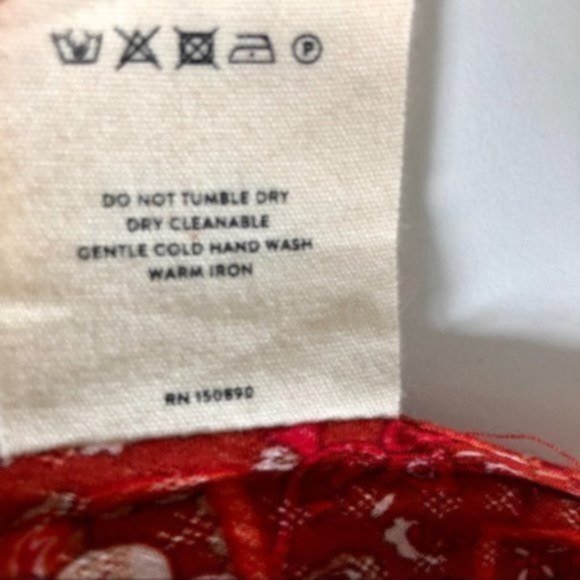 P
DO NOT TUMBLE DRY
DRY CLEANABLE
GENTLE COLD HAND WASH
WARM IRON
RN 150890